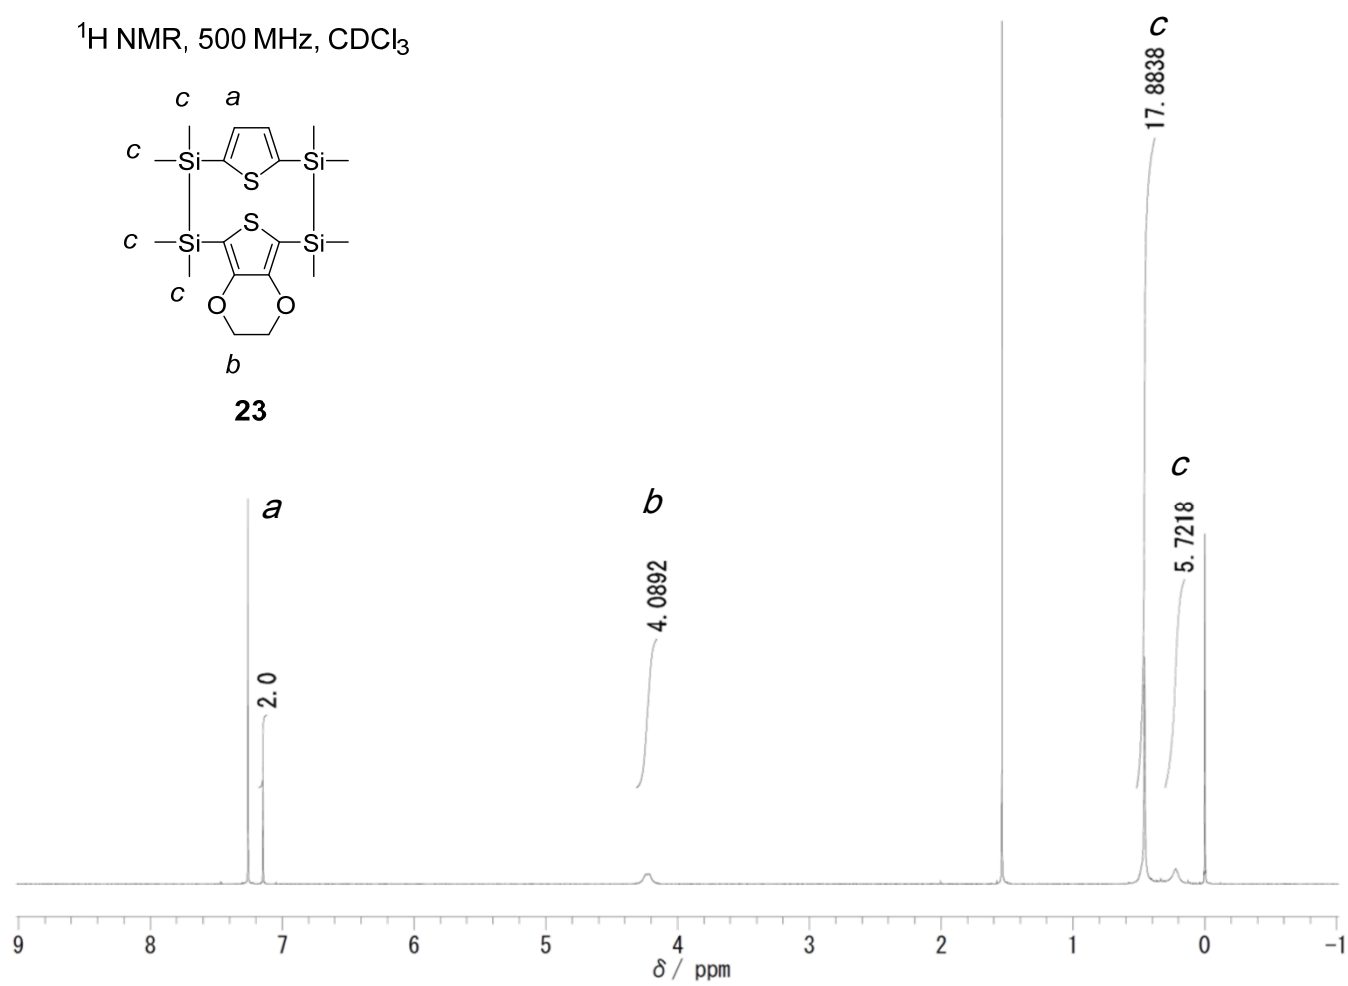 ¹H NMR, 500 MHz, CDCl₃
c a
c Si Si
S
S
c Si Si
c O O
b
23
a
2.0
b
4.0892
c
17.8838
c
5.7218
9 8 7 6 5 4 3 2 1 0 -1
δ / ppm